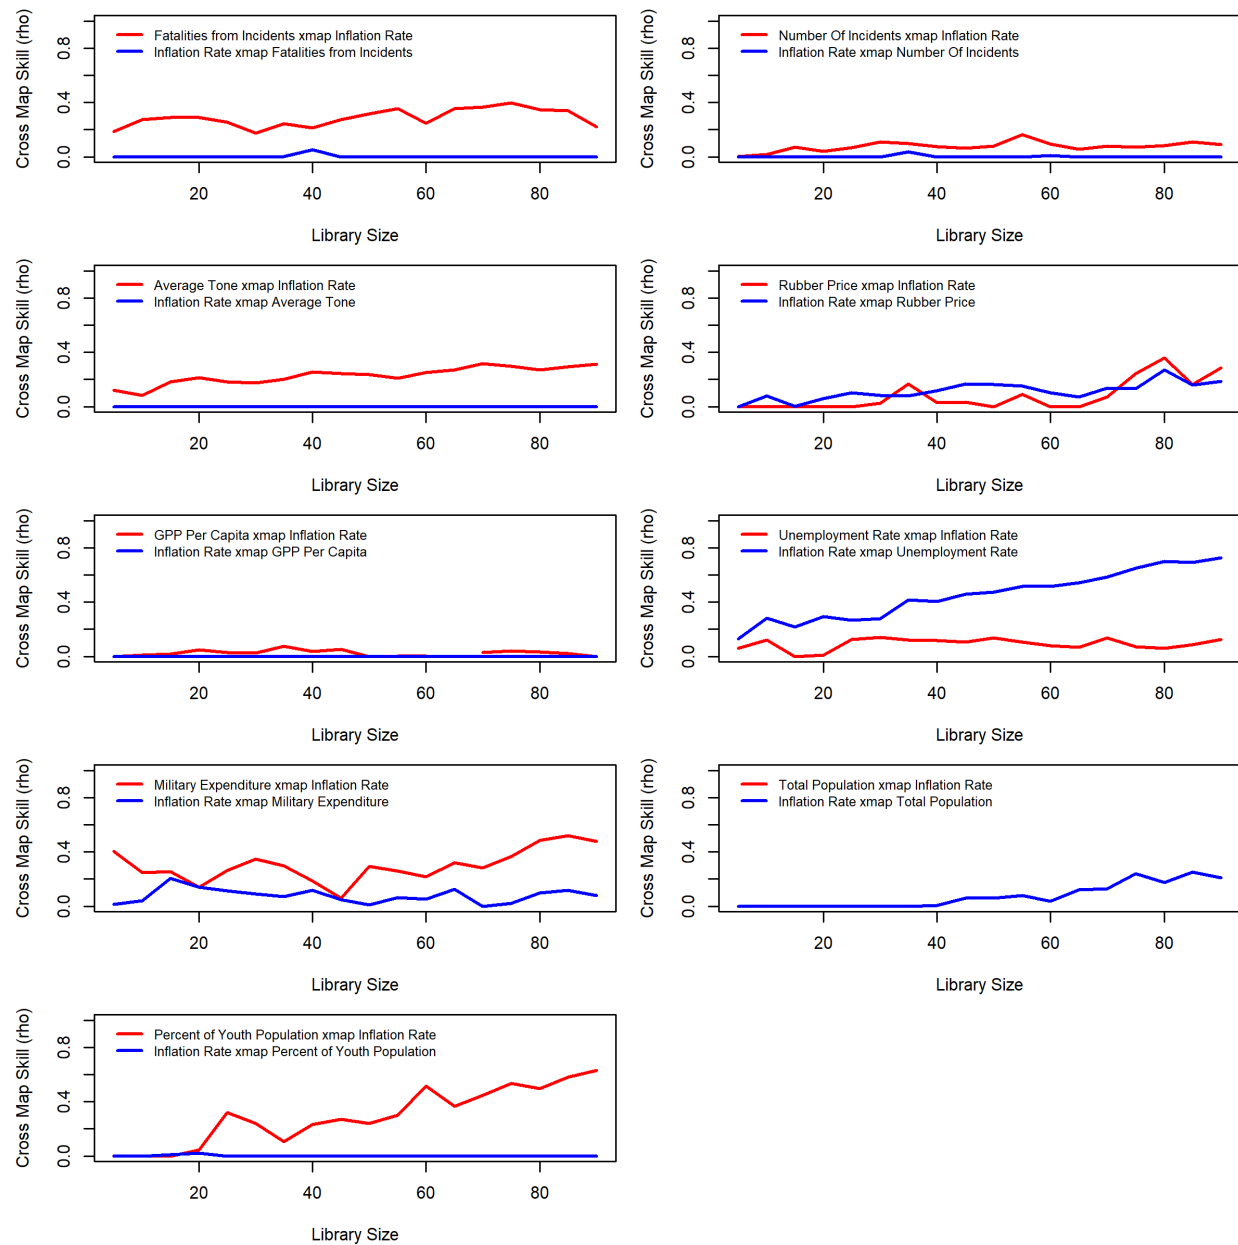 Cross Map Skill (rho)
0.0 0.4 0.8
Fatalities from Incidents xmap Inflation Rate
Inflation Rate xmap Fatalities from Incidents
20 40 60 80
Library Size
Cross Map Skill (rho)
0.0 0.4 0.8
Number Of Incidents xmap Inflation Rate
Inflation Rate xmap Number Of Incidents
20 40 60 80
Library Size
Cross Map Skill (rho)
0.0 0.4 0.8
Average Tone xmap Inflation Rate
Inflation Rate xmap Average Tone
20 40 60 80
Library Size
Cross Map Skill (rho)
0.0 0.4 0.8
Rubber Price xmap Inflation Rate
Inflation Rate xmap Rubber Price
20 40 60 80
Library Size
Cross Map Skill (rho)
0.0 0.4 0.8
GPP Per Capita xmap Inflation Rate
Inflation Rate xmap GPP Per Capita
20 40 60 80
Library Size
Cross Map Skill (rho)
0.0 0.4 0.8
Unemployment Rate xmap Inflation Rate
Inflation Rate xmap Unemployment Rate
20 40 60 80
Library Size
Cross Map Skill (rho)
0.0 0.4 0.8
Military Expenditure xmap Inflation Rate
Inflation Rate xmap Military Expenditure
20 40 60 80
Library Size
Cross Map Skill (rho)
0.0 0.4 0.8
Total Population xmap Inflation Rate
Inflation Rate xmap Total Population
20 40 60 80
Library Size
Cross Map Skill (rho)
0.0 0.4 0.8
Percent of Youth Population xmap Inflation Rate
Inflation Rate xmap Percent of Youth Population
20 40 60 80
Library Size